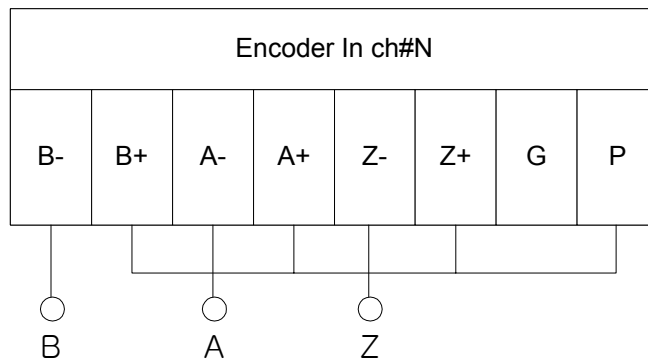 Encoder In ch#N
B- B+ A- A+ Z- Z+ G P
B A Z